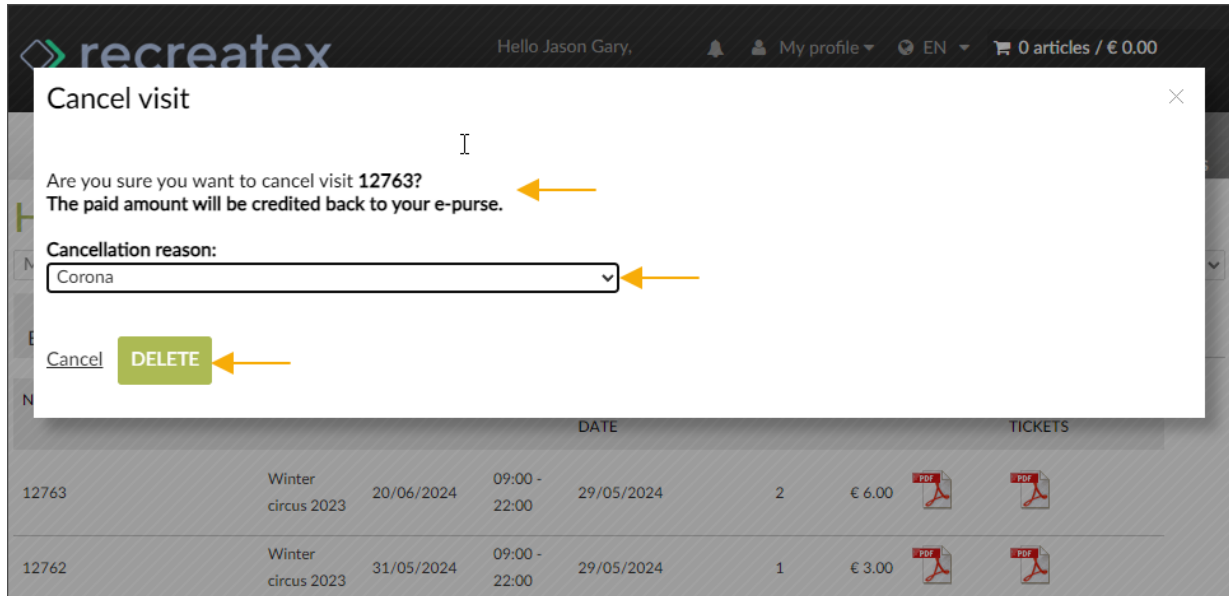 recreatex
Hello Jason Gary,
My profile
EN
0 articles / € 0.00
Cancel visit
Are you sure you want to cancel visit 12763?
The paid amount will be credited back to your e-purse.
Cancellation reason:
Corona
Cancel
DELETE
DATE
TICKETS
12763
Winter
circus 2023
20/06/2024
09:00 -
22:00
29/05/2024
2
€ 6.00
PDF
PDF
12762
Winter
circus 2023
31/05/2024
09:00 -
22:00
29/05/2024
1
€ 3.00
PDF
PDF